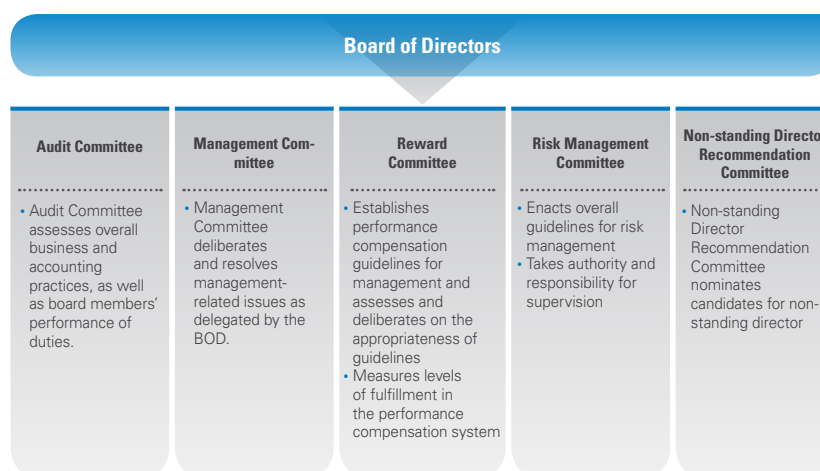 Board of Directors
Audit Committee
• Audit Committee
assesses overall
business and
accounting
practices, as well
as board members’
performance of
duties.
Management Com-
mittee
• Management
Committee
deliberates
and resolves
management-
related issues as
delegated by the
BOD.
Reward
Committee
• Establishes
performance
compensation
guidelines for
management and
assesses and
deliberates on the
appropriateness of
guidelines
• Measures levels
of fulfillment in
the performance
compensation system
Risk Management
Committee
• Enacts overall
guidelines for risk
management
• Takes authority and
responsibility for
supervision
Non-standing Directo
Recommendation
Committee
• Non-standing
Director
Recommendation
Committee
nominates
candidates for non-
standing director